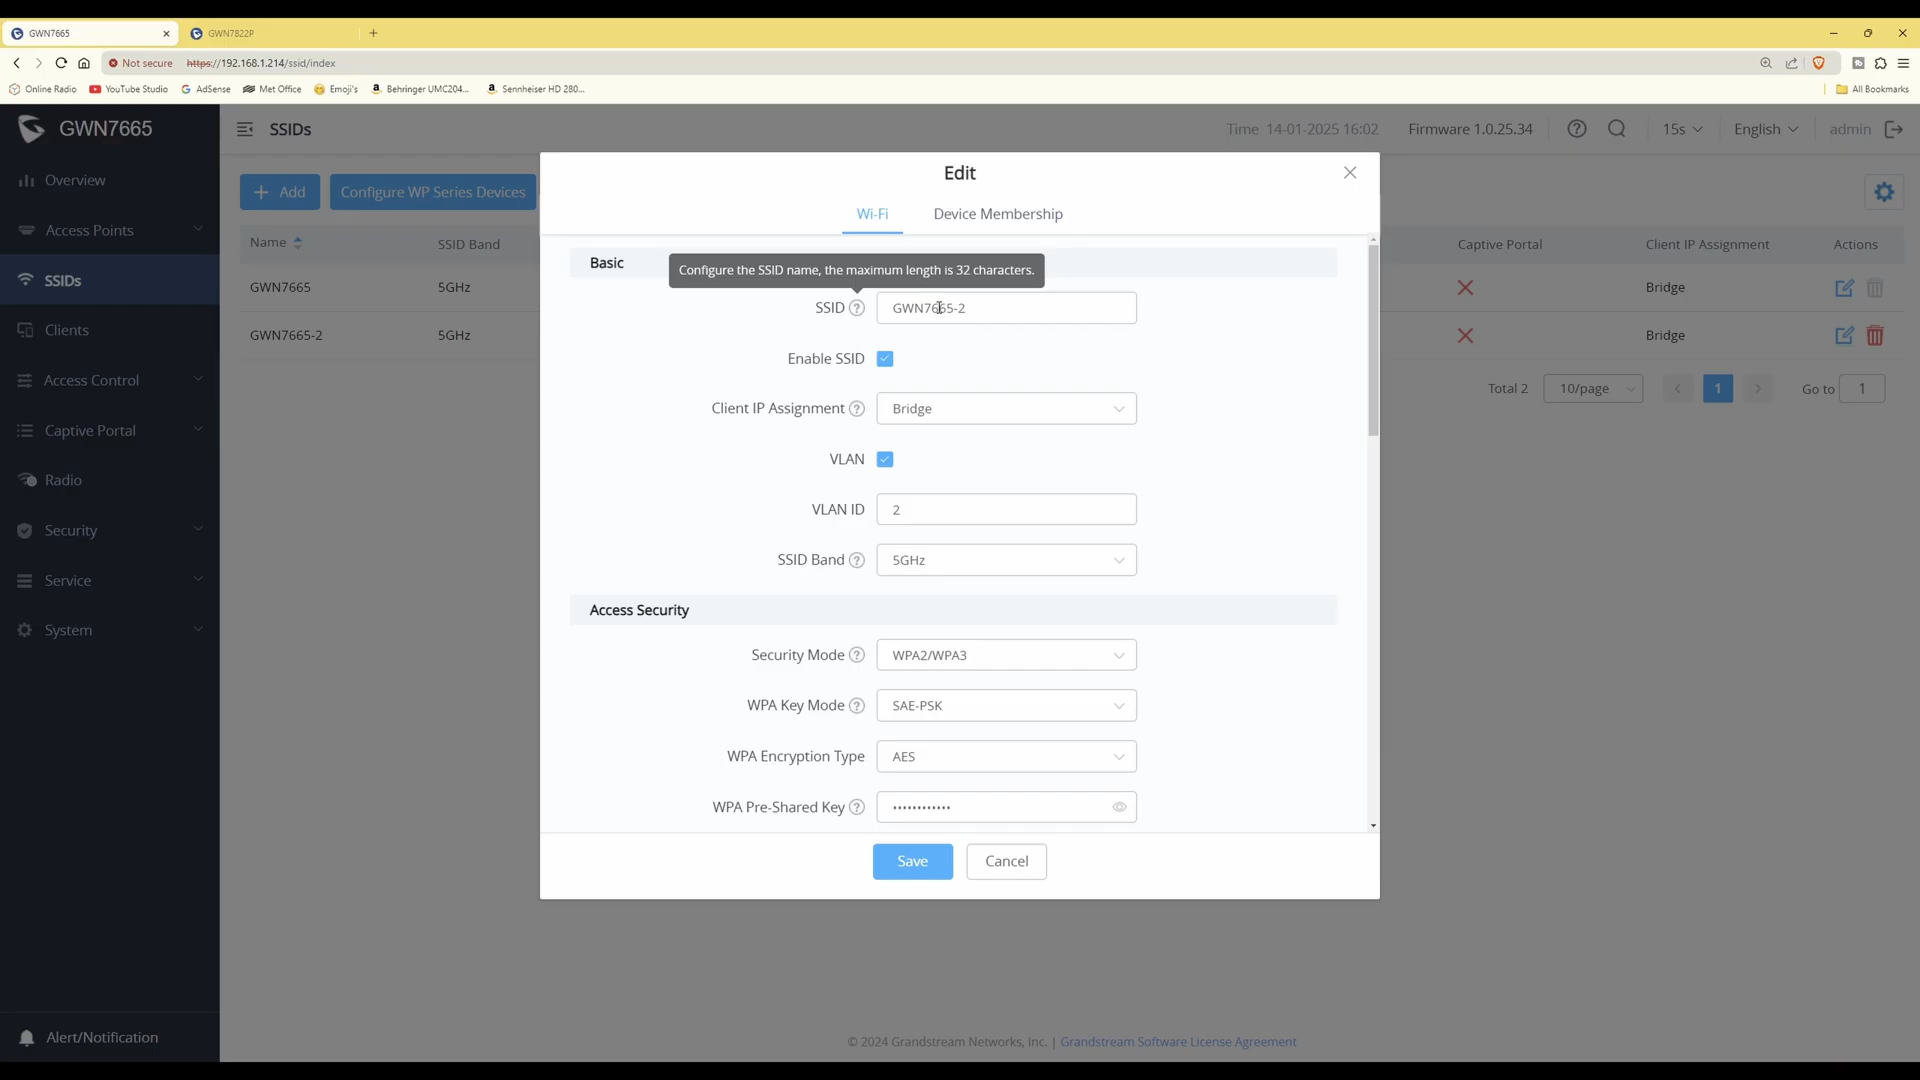 GWN7665
GWN7822P
Not secure https://192.168.1.214/ssid/index
Online Radio YouTube Studio AdSense Met Office Emoji's Behringer UMC204... Sennheiser HD 280... All Bookmarks
GWN7665 SSIDs Time 14-01-2025 16:02 Firmware 1.0.25.34 15s English admin
Overview
Access Points
SSIDs
Clients
Access Control
Captive Portal
Radio
Security
Service
System
Alert/Notification
Add Configure WP Series Devices
Name SSID Band Captive Portal Client IP Assignment Actions
GWN7665 5GHz Bridge
GWN7665-2 5GHz Bridge
Total 2 10/page 1 Go to 1
Edit
Wi-Fi Device Membership
Basic
Configure the SSID name, the maximum length is 32 characters.
SSID GWN7665-2
Enable SSID
Client IP Assignment Bridge
VLAN
VLAN ID 2
SSID Band 5GHz
Access Security
Security Mode WPA2/WPA3
WPA Key Mode SAE-PSK
WPA Encryption Type AES
WPA Pre-Shared Key ••••••••••••
Save Cancel
© 2024 Grandstream Networks, Inc. | Grandstream Software License Agreement